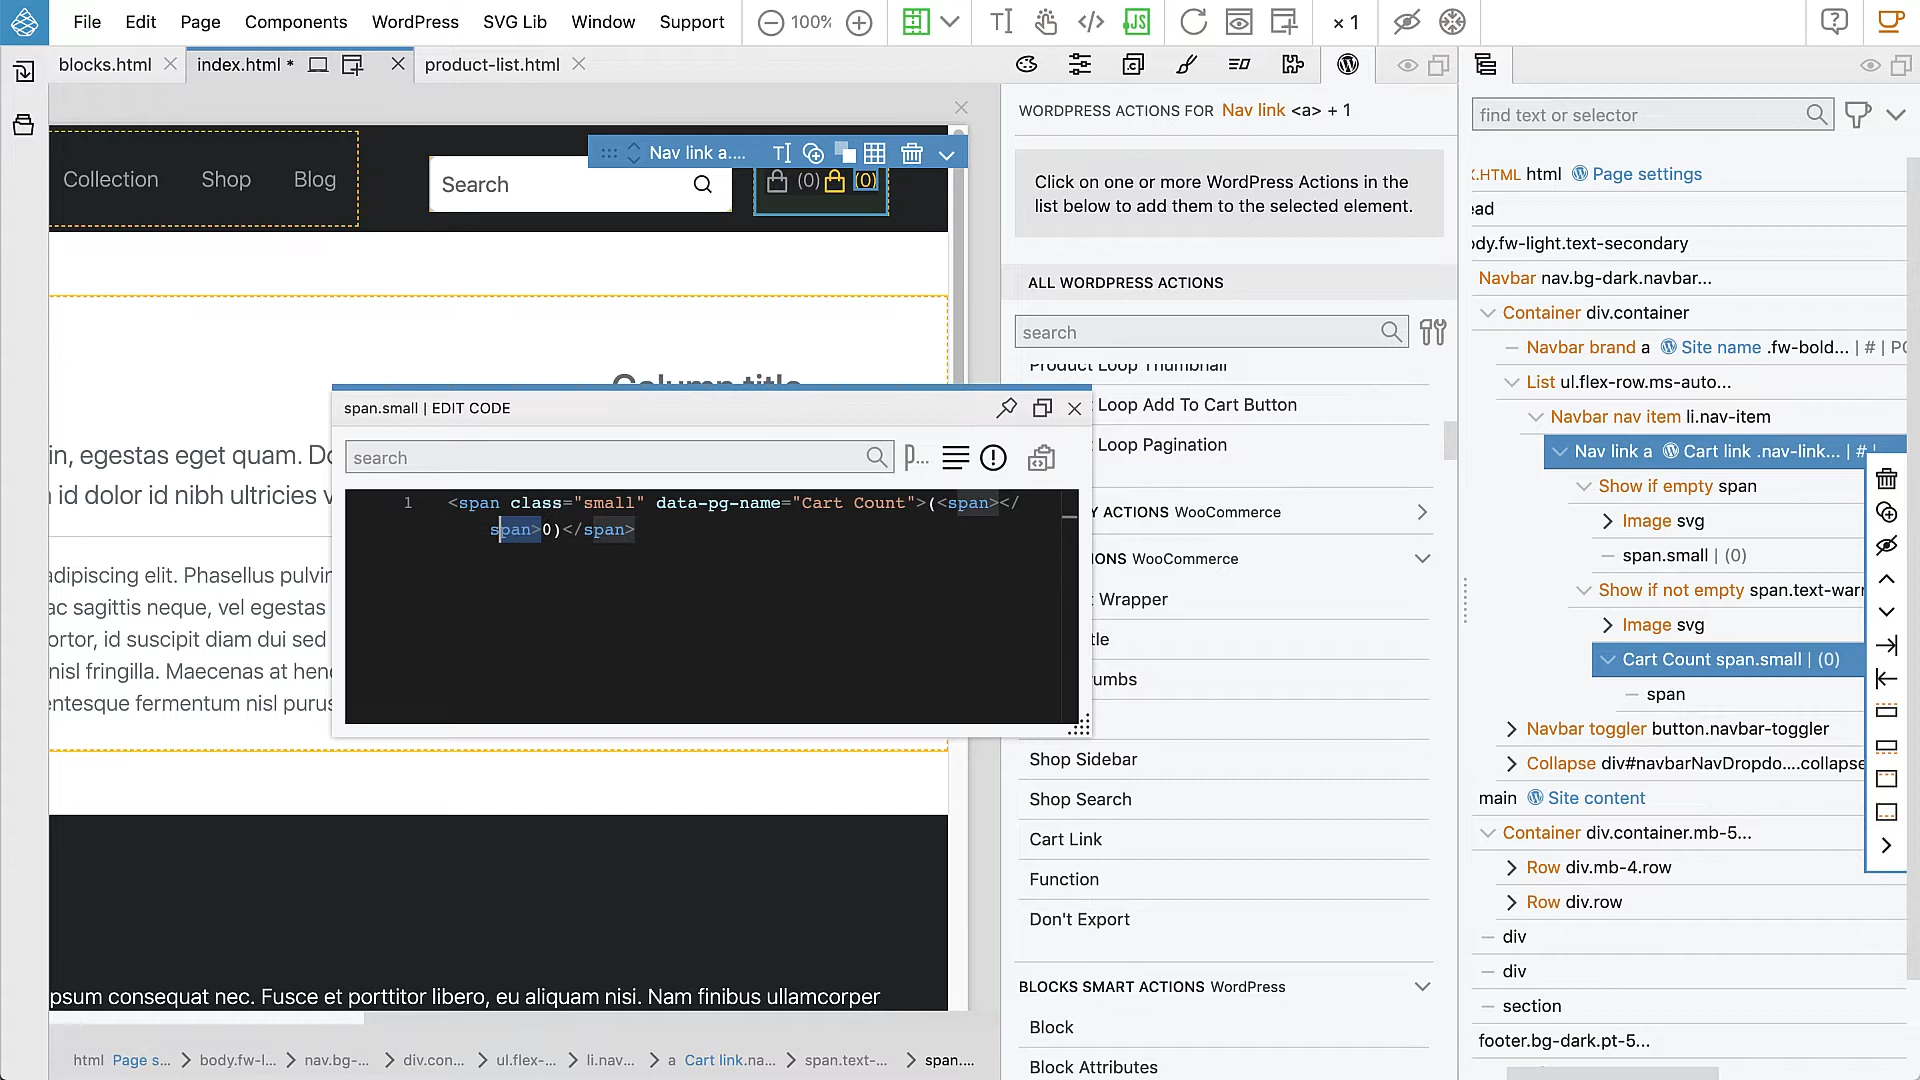 File Edit Page Components WordPress SVG Lib Window Support 100% JS × 1
blocks.html index.html * product-list.html
WORDPRESS ACTIONS FOR Nav link <a> + 1
Click on one or more WordPress Actions in the
list below to add them to the selected element.
ALL WORDPRESS ACTIONS
search
Product Loop Thumbnail
Loop Add To Cart Button
Loop Pagination
Y ACTIONS WooCommerce
IONS WooCommerce
Wrapper
tle
umbs
Shop Sidebar
Shop Search
Cart Link
Function
Don't Export
BLOCKS SMART ACTIONS WordPress
Block
Block Attributes
Collection Shop Blog
Search
Nav link a....
(0) (0)
Column title
in, egestas eget quam. Do
id dolor id nibh ultricies v
adipiscing elit. Phasellus pulvin
ac sagittis neque, vel egestas
ortor, id suscipit diam dui sed
nisl fringilla. Maecenas at hend
entesque fermentum nisl purus
span.small | EDIT CODE
search
p...
1 <span class="small" data-pg-name="Cart Count">(<span></
span>0)</span>
psum consequat nec. Fusce et porttitor libero, eu aliquam nisi. Nam finibus ullamcorper
html Page s... body.fw-l... nav.bg-... div.con... ul.flex-... li.nav... a Cart link.na... span.text-... span....
find text or selector
.HTML html Page settings
ead
ody.fw-light.text-secondary
Navbar nav.bg-dark.navbar...
Container div.container
Navbar brand a Site name .fw-bold... | # | PO
List ul.flex-row.ms-auto...
Navbar nav item li.nav-item
Nav link a Cart link .nav-link... | #
Show if empty span
Image svg
span.small | (0)
Show if not empty span.text-warr
Image svg
Cart Count span.small | (0)
span
Navbar toggler button.navbar-toggler
Collapse div#navbarNavDropdo....collapse
main Site content
Container div.container.mb-5...
Row div.mb-4.row
Row div.row
div
div
section
footer.bg-dark.pt-5...